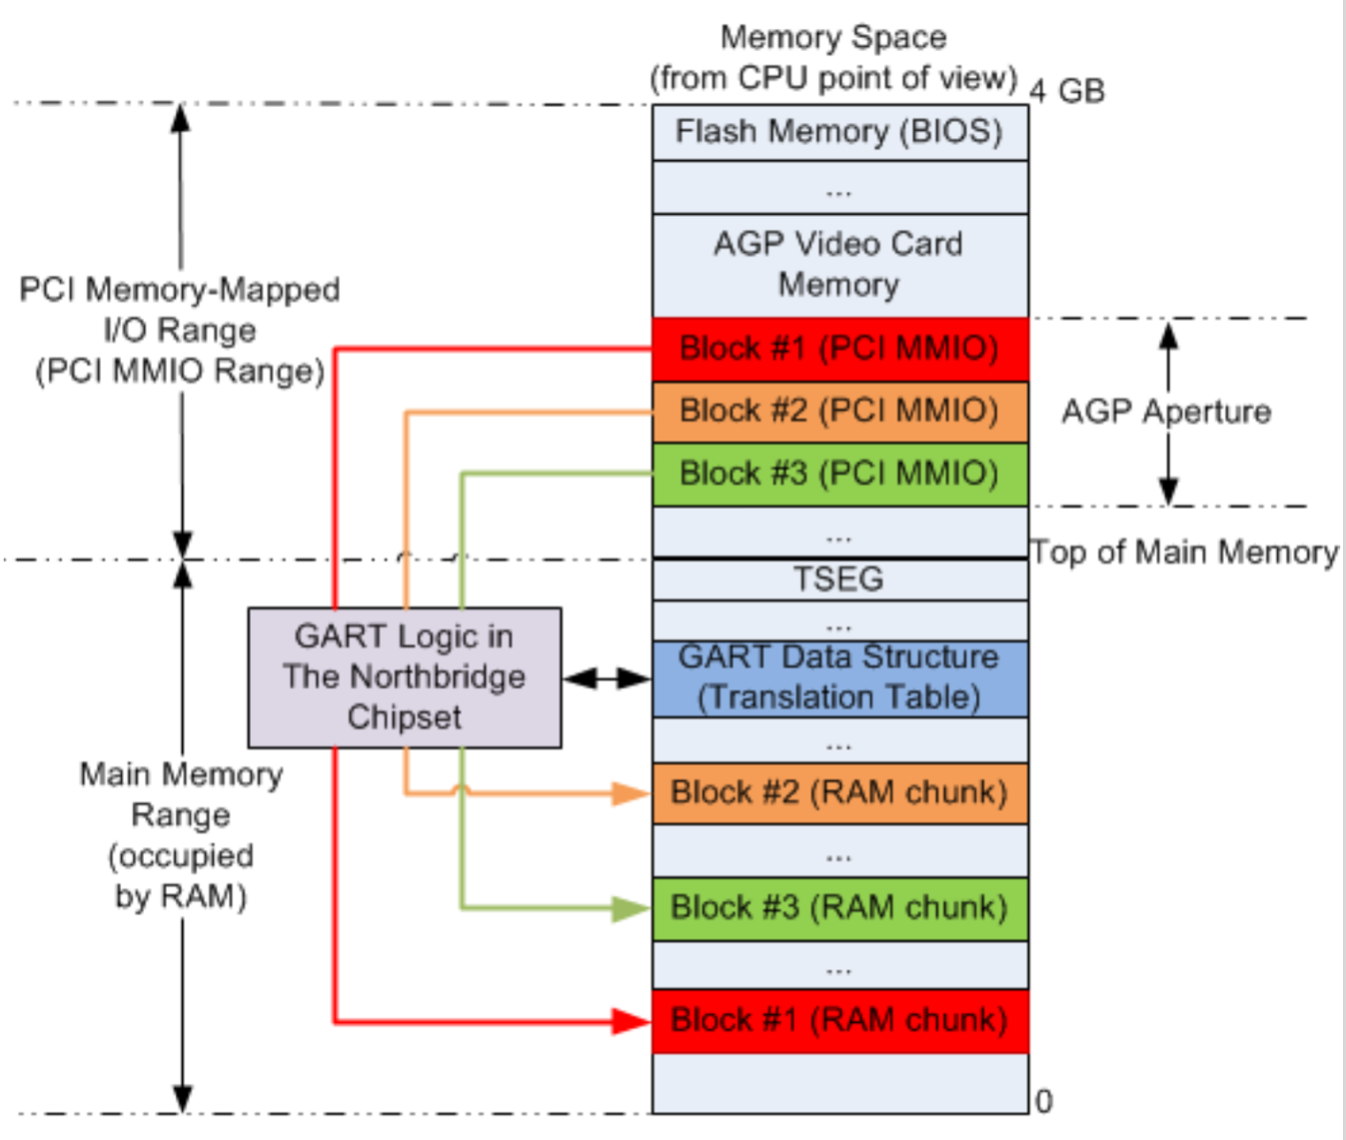 Memory Space
(from CPU point of view)
4 GB
Flash Memory (BIOS)
...
AGP Video Card
Memory
PCI Memory-Mapped
I/O Range
(PCI MMIO Range)
Block #1 (PCI MMIO)
Block #2 (PCI MMIO)
AGP Aperture
Block #3 (PCI MMIO)
...
Top of Main Memory
TSEG
...
GART Logic in
The Northbridge
Chipset
GART Data Structure
(Translation Table)
...
Main Memory
Range
(occupied
by RAM)
Block #2 (RAM chunk)
...
Block #3 (RAM chunk)
...
Block #1 (RAM chunk)
0